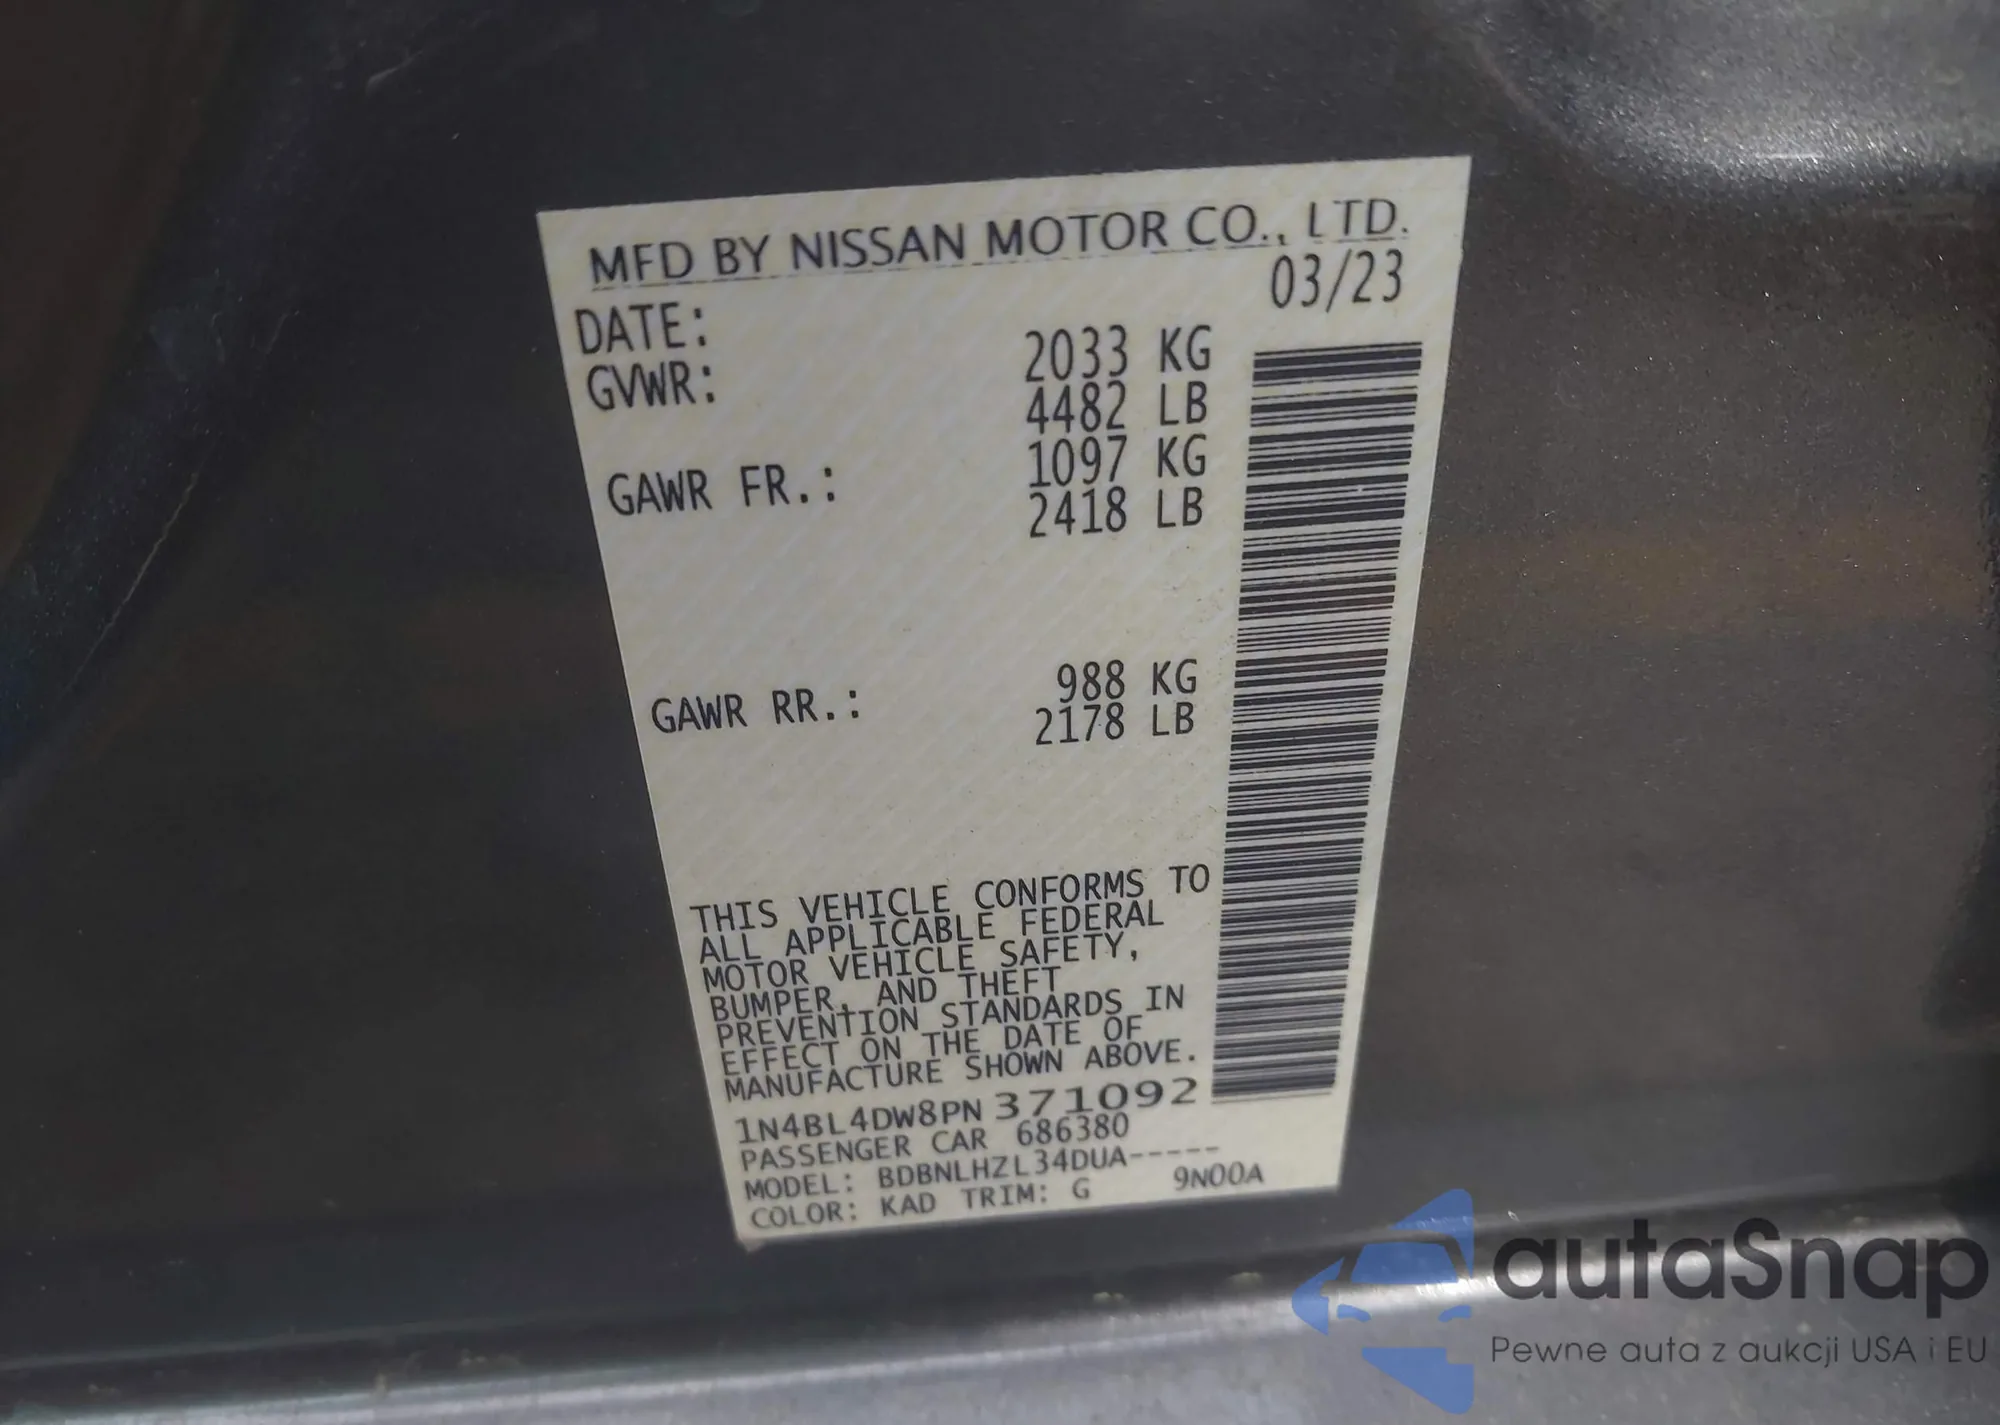 MFD BY NISSAN MOTOR CO., LTD.
DATE: 03/23
GVWR: 2033 KG
4482 LB
GAWR FR.: 1097 KG
2418 LB
GAWR RR.: 988 KG
2178 LB
THIS VEHICLE CONFORMS TO
ALL APPLICABLE FEDERAL
MOTOR VEHICLE SAFETY,
BUMPER, AND THEFT
PREVENTION STANDARDS IN
EFFECT ON THE DATE OF
MANUFACTURE SHOWN ABOVE.
1N4BL4DW8PN371092
PASSENGER CAR 686380
MODEL: BDBNLHZL34DUA-----
COLOR: KAD TRIM: G 9N00A
autaSnap
Pewne auta z aukcji USA i EU